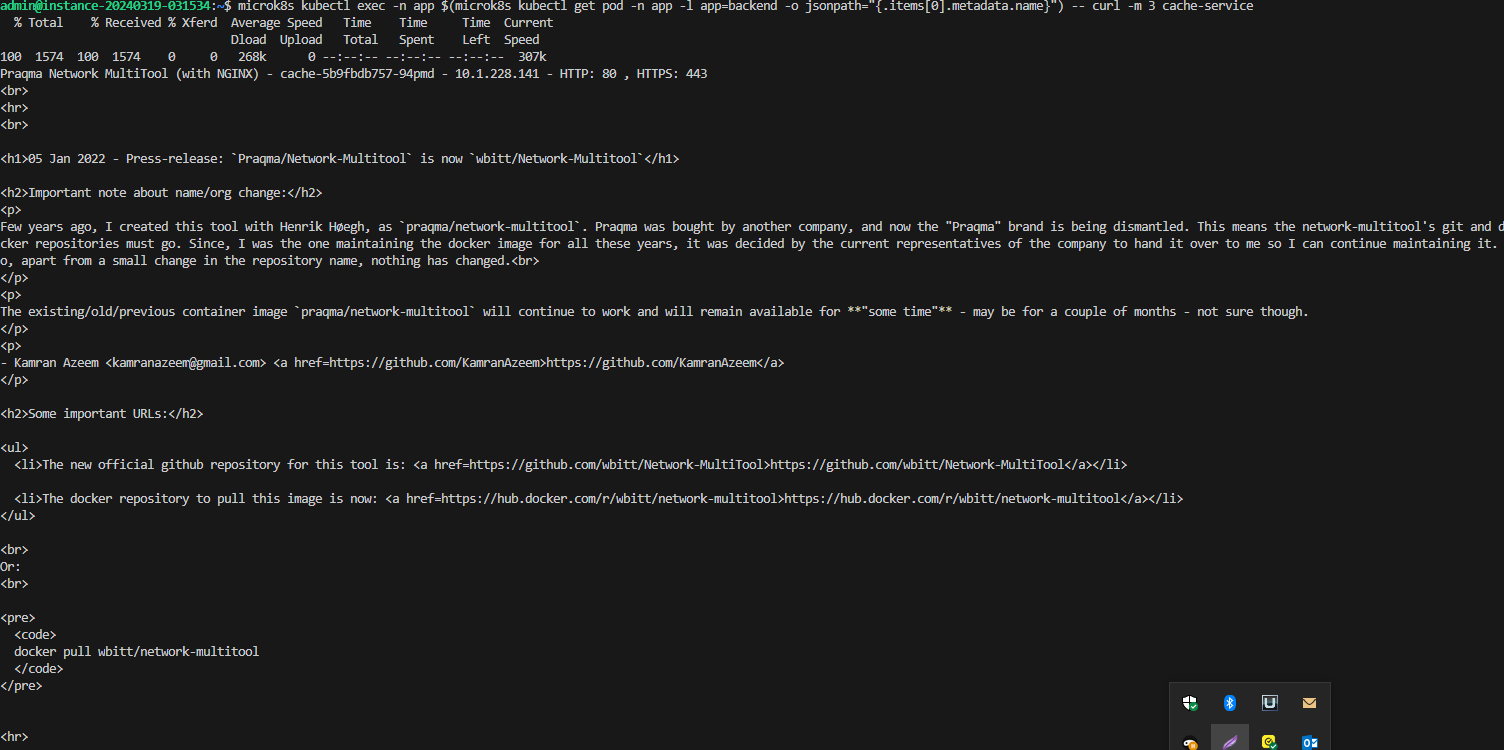 admin@instance-20240319-031534:~$ microk8s kubectl exec -n app $(microk8s kubectl get pod -n app -l app=backend -o jsonpath="{.items[0].metadata.name}") -- curl -m 3 cache-service
  % Total    % Received % Xferd  Average Speed   Time    Time     Time  Current
                                 Dload  Upload   Total   Spent    Left  Speed
100  1574  100  1574    0     0   268k      0 --:--:-- --:--:-- --:--:--  307k
Praqma Network MultiTool (with NGINX) - cache-5b9fbdb757-94pmd - 10.1.228.141 - HTTP: 80 , HTTPS: 443
<br>
<hr>
<br>

<h1>05 Jan 2022 - Press-release: `Praqma/Network-Multitool` is now `wbitt/Network-Multitool`</h1>

<h2>Important note about name/org change:</h2>
<p>
Few years ago, I created this tool with Henrik Høegh, as `praqma/network-multitool`. Praqma was bought by another company, and now the "Praqma" brand is being dismantled. This means the network-multitool's git and d
cker repositories must go. Since, I was the one maintaining the docker image for all these years, it was decided by the current representatives of the company to hand it over to me so I can continue maintaining it.
o, apart from a small change in the repository name, nothing has changed.<br>
</p>
<p>
The existing/old/previous container image `praqma/network-multitool` will continue to work and will remain available for **"some time"** - may be for a couple of months - not sure though.
</p>
<p>
- Kamran Azeem <kamranazeem@gmail.com> <a href=https://github.com/KamranAzeem>https://github.com/KamranAzeem</a>
</p>

<h2>Some important URLs:</h2>

<ul>
  <li>The new official github repository for this tool is: <a href=https://github.com/wbitt/Network-MultiTool>https://github.com/wbitt/Network-MultiTool</a></li>

  <li>The docker repository to pull this image is now: <a href=https://hub.docker.com/r/wbitt/network-multitool>https://hub.docker.com/r/wbitt/network-multitool</a></li>
</ul>

<br>
Or:
<br>

<pre>
  <code>
  docker pull wbitt/network-multitool
  </code>
</pre>


<hr>